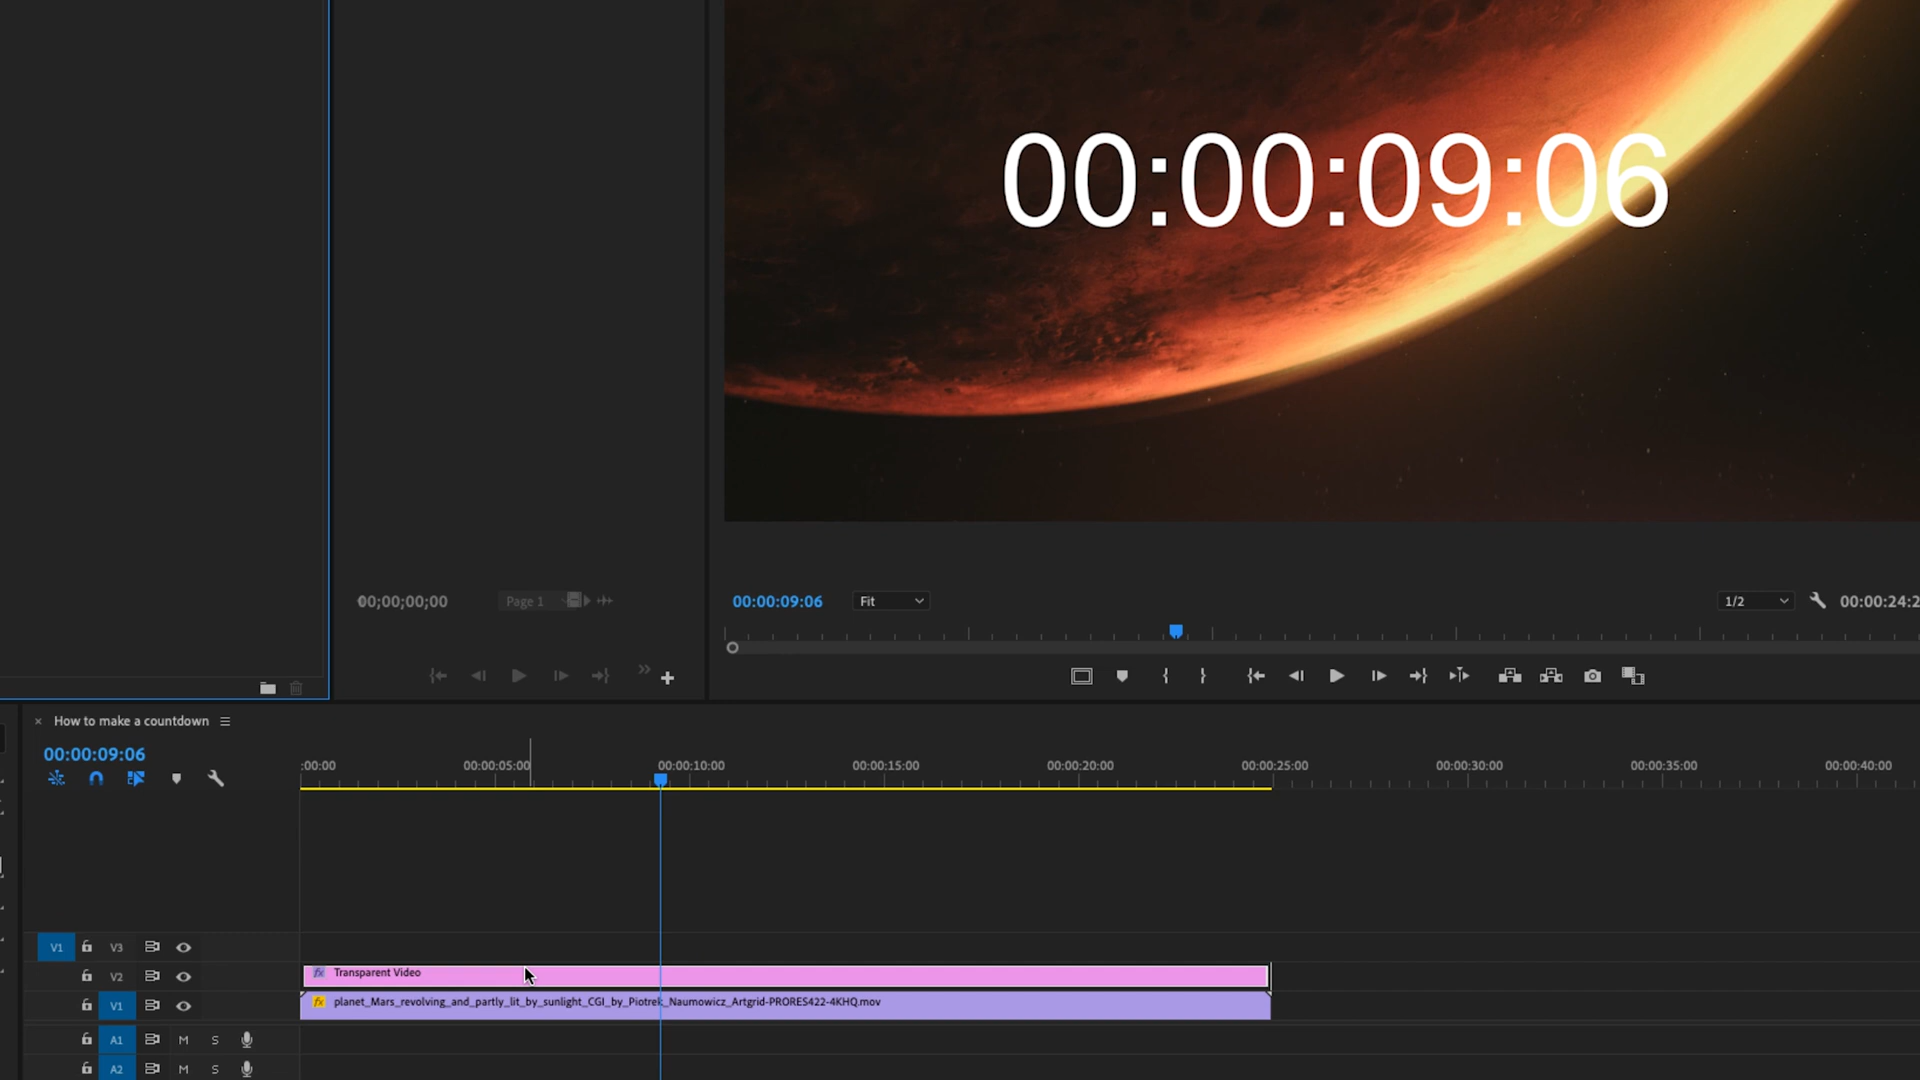 00:00:09:06
00;00;00;00
Page 1
00:00:09:06
Fit
1/2
00:00:24:2
How to make a countdown
00:00:09:06
:00:00
00:00:05:00
00:00:10:00
00:00:15:00
00:00:20:00
00:00:25:00
00:00:30:00
00:00:35:00
00:00:40:00
V1
V3
V2
fx Transparent Video
V1
fx planet_Mars_revolving_and_partly_lit_by_sunlight_CGI_by_Piotrek_Naumowicz_Artgrid-PRORES422-4KHQ.mov
A1
M
S
A2
M
S